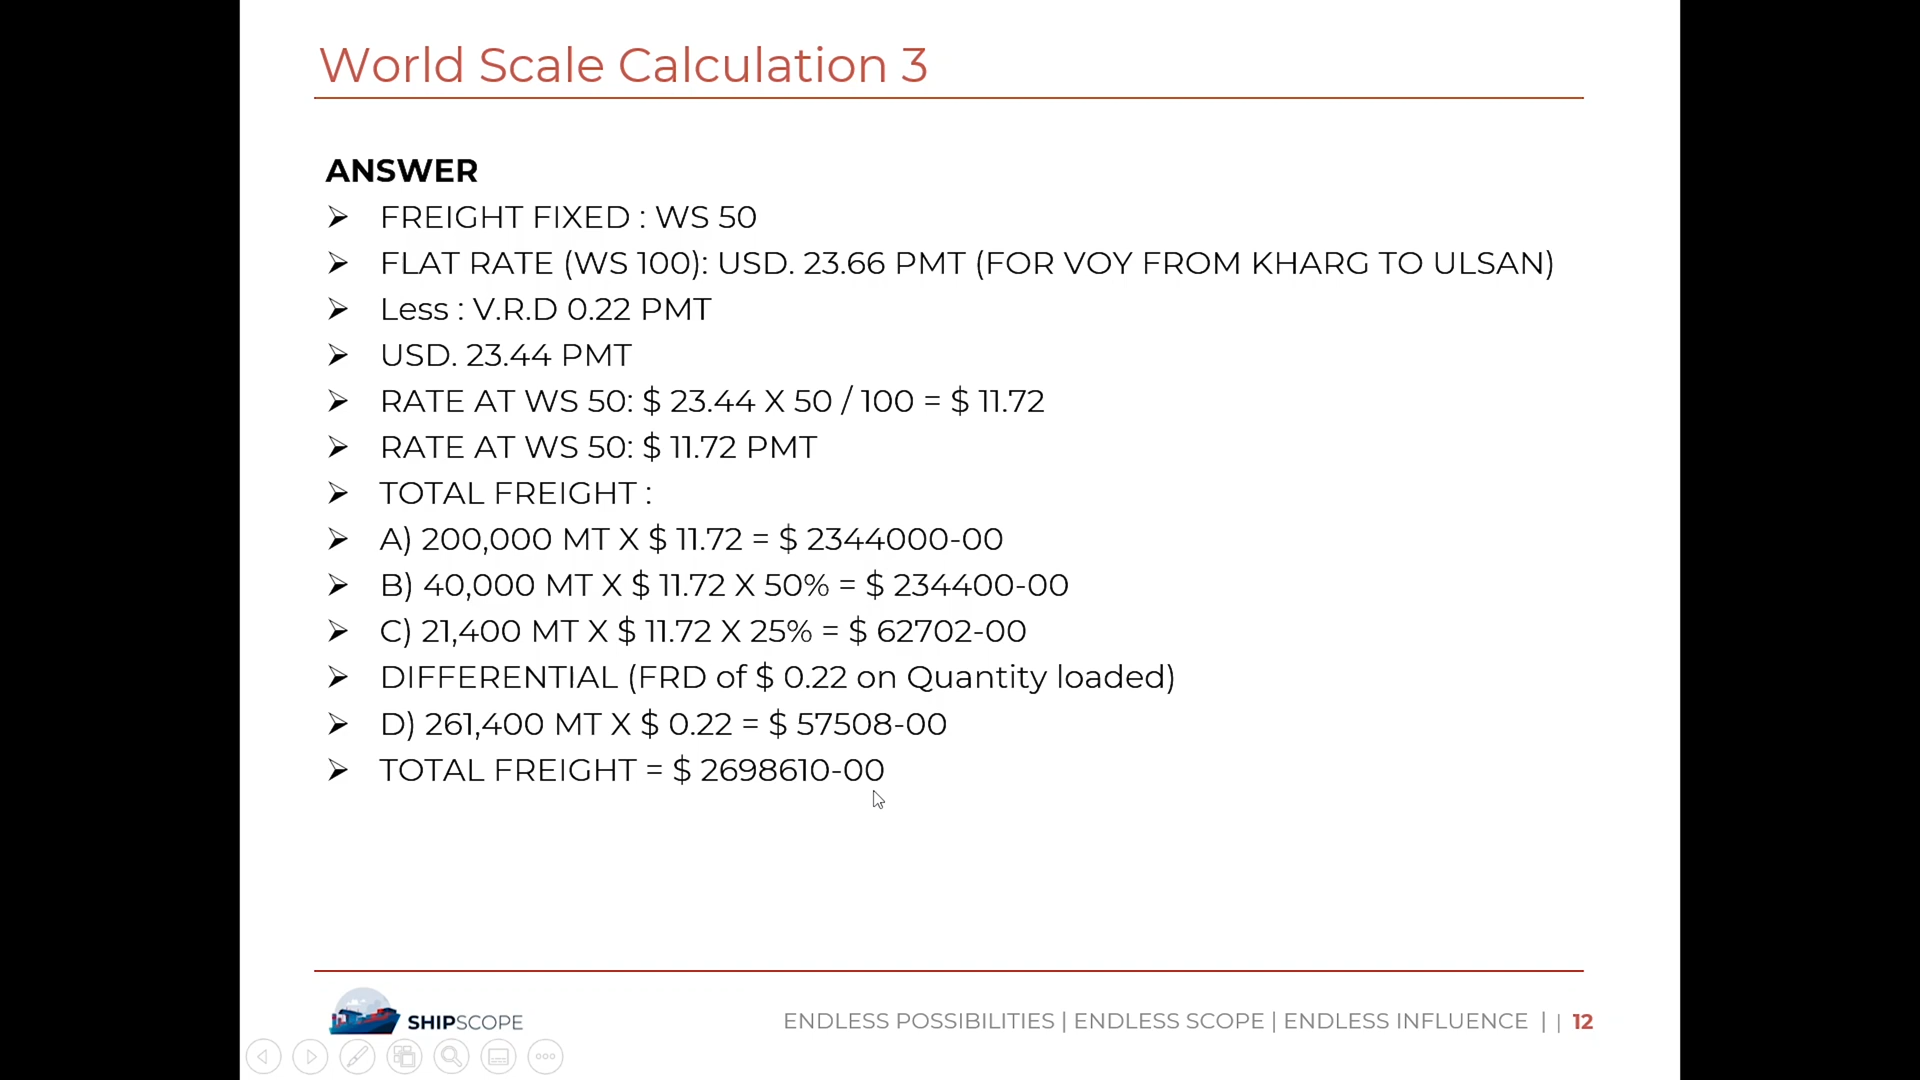 World Scale Calculation 3
ANSWER
FREIGHT FIXED : WS 50
FLAT RATE (WS 100): USD. 23.66 PMT (FOR VOY FROM KHARG TO ULSAN)
Less : V.R.D 0.22 PMT
USD. 23.44 PMT
RATE AT WS 50: $ 23.44 X 50 / 100 = $ 11.72
RATE AT WS 50: $ 11.72 PMT
TOTAL FREIGHT :
A) 200,000 MT X $ 11.72 = $ 2344000-00
B) 40,000 MT X $ 11.72 X 50% = $ 234400-00
C) 21,400 MT X $ 11.72 X 25% = $ 62702-00
DIFFERENTIAL (FRD of $ 0.22 on Quantity loaded)
D) 261,400 MT X $ 0.22 = $ 57508-00
TOTAL FREIGHT = $ 2698610-00
SHIPSCOPE
ENDLESS POSSIBILITIES | ENDLESS SCOPE | ENDLESS INFLUENCE | | 12